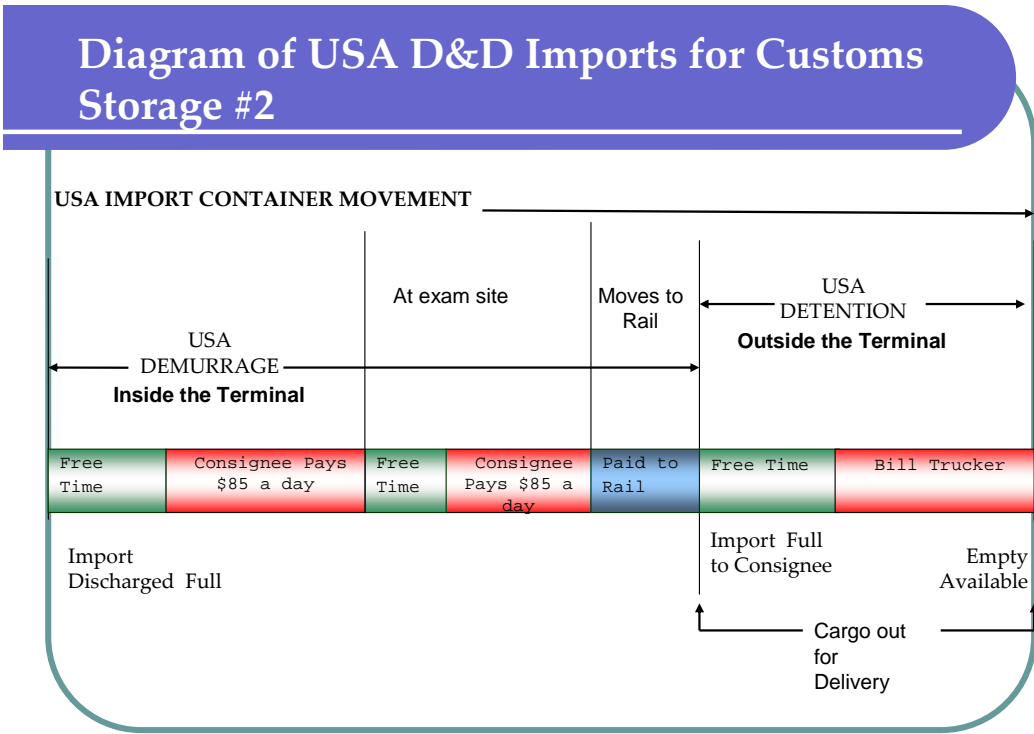 Diagram of USA D&D Imports for Customs
Storage #2
USA IMPORT CONTAINER MOVEMENT
At exam site
Moves to
Rail
USA
DETENTION
Outside the Terminal
USA
DEMURRAGE
Inside the Terminal
Free
Time
Consignee Pays
$85 a day
Free
Time
Consignee
Pays $85 a
day
Paid to
Rail
Free Time
Bill Trucker
Import
Discharged Full
Import Full
to Consignee
Empty
Available
Cargo out
for
Delivery